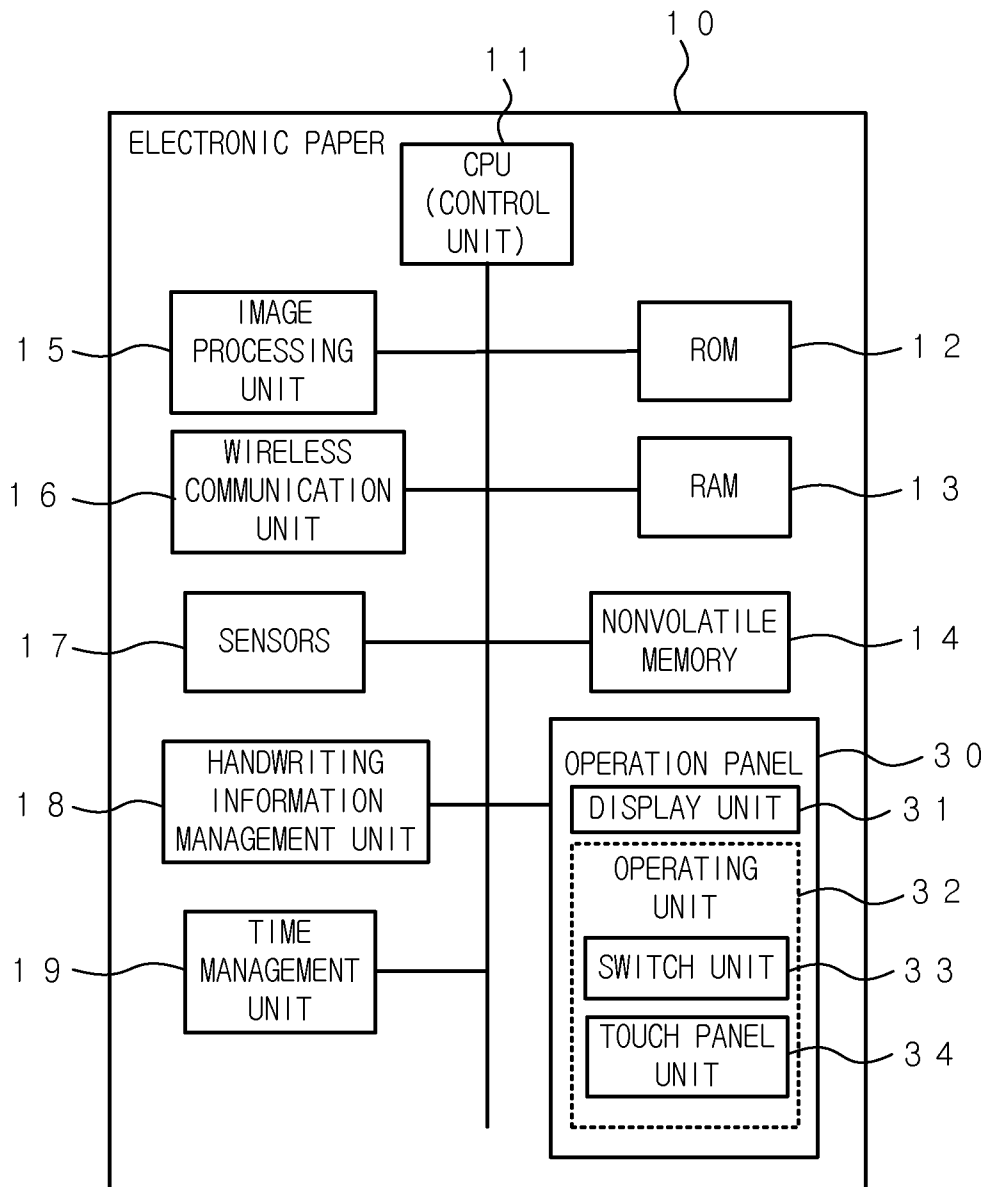 １０
１１
ELECTRONIC PAPER
CPU
(CONTROL
UNIT)
IMAGE
PROCESSING
UNIT
１５
ROM
１２
WIRELESS
COMMUNICATION
UNIT
１６
RAM
１３
SENSORS
１７
NONVOLATILE
MEMORY
１４
HANDWRITING
INFORMATION
MANAGEMENT UNIT
１８
OPERATION PANEL
３０
DISPLAY UNIT
３１
OPERATING
UNIT
３２
TIME
MANAGEMENT
UNIT
１９
SWITCH UNIT
３３
TOUCH PANEL
UNIT
３４